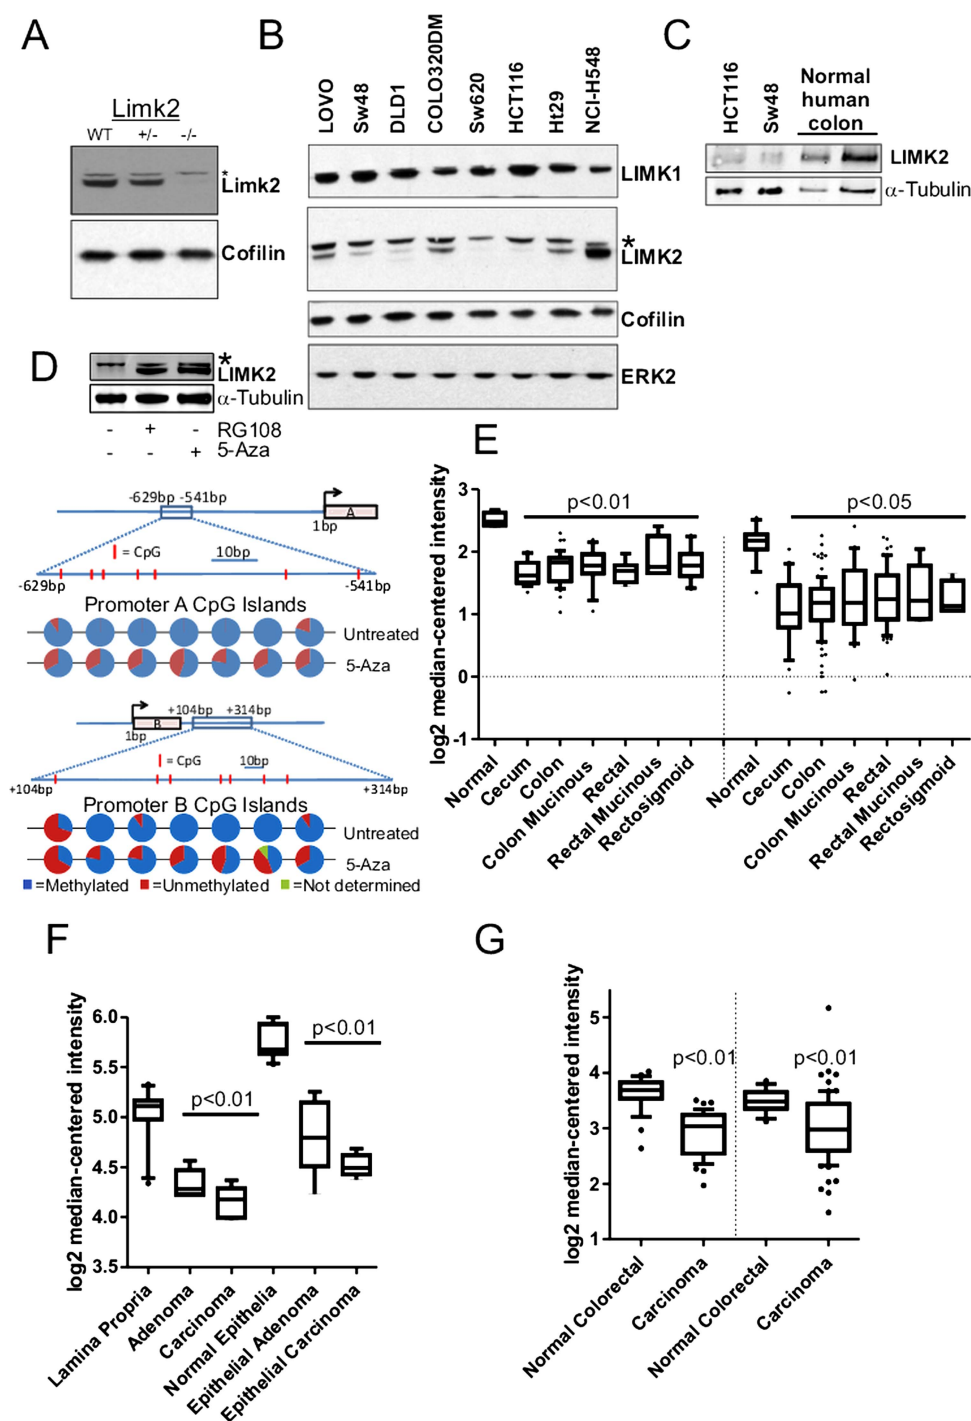 A
Limk2
WT +/- -/-
*
Limk2
Cofilin
B
LOVO
Sw48
DLD1
COLO320DM
Sw620
HCT116
Ht29
NCI-H548
LIMK1
*
LIMK2
Cofilin
ERK2
C
HCT116
Sw48
Normal
human
colon
LIMK2
α-Tubulin
D
*
LIMK2
α-Tubulin
- + - RG108
- - + 5-Aza
-629bp -541bp
A
1bp
= CpG
10bp
-629bp -541bp
Promoter A CpG Islands
Untreated
5-Aza
+104bp +314bp
B
1bp
= CpG
10bp
+104bp +314bp
Promoter B CpG Islands
Untreated
5-Aza
=Methylated =Unmethylated =Not determined
E
log2 median-centered intensity
3
2
1
0
-1
p<0.01
p<0.05
Normal
Cecum
Colon
Colon Mucinous
Rectal
Rectal Mucinous
Rectosigmoid
Normal
Cecum
Colon
Colon Mucinous
Rectal
Rectal Mucinous
Rectosigmoid
F
log2 median-centered intensity
6.0
5.5
5.0
4.5
4.0
3.5
p<0.01
p<0.01
Lamina Propria
Adenoma
Carcinoma
Normal Epithelia
Epithelial Adenoma
Epithelial Carcinoma
G
log2 median-centered intensity
5
4
3
2
1
p<0.01
p<0.01
Normal Colorectal
Carcinoma
Normal Colorectal
Carcinoma